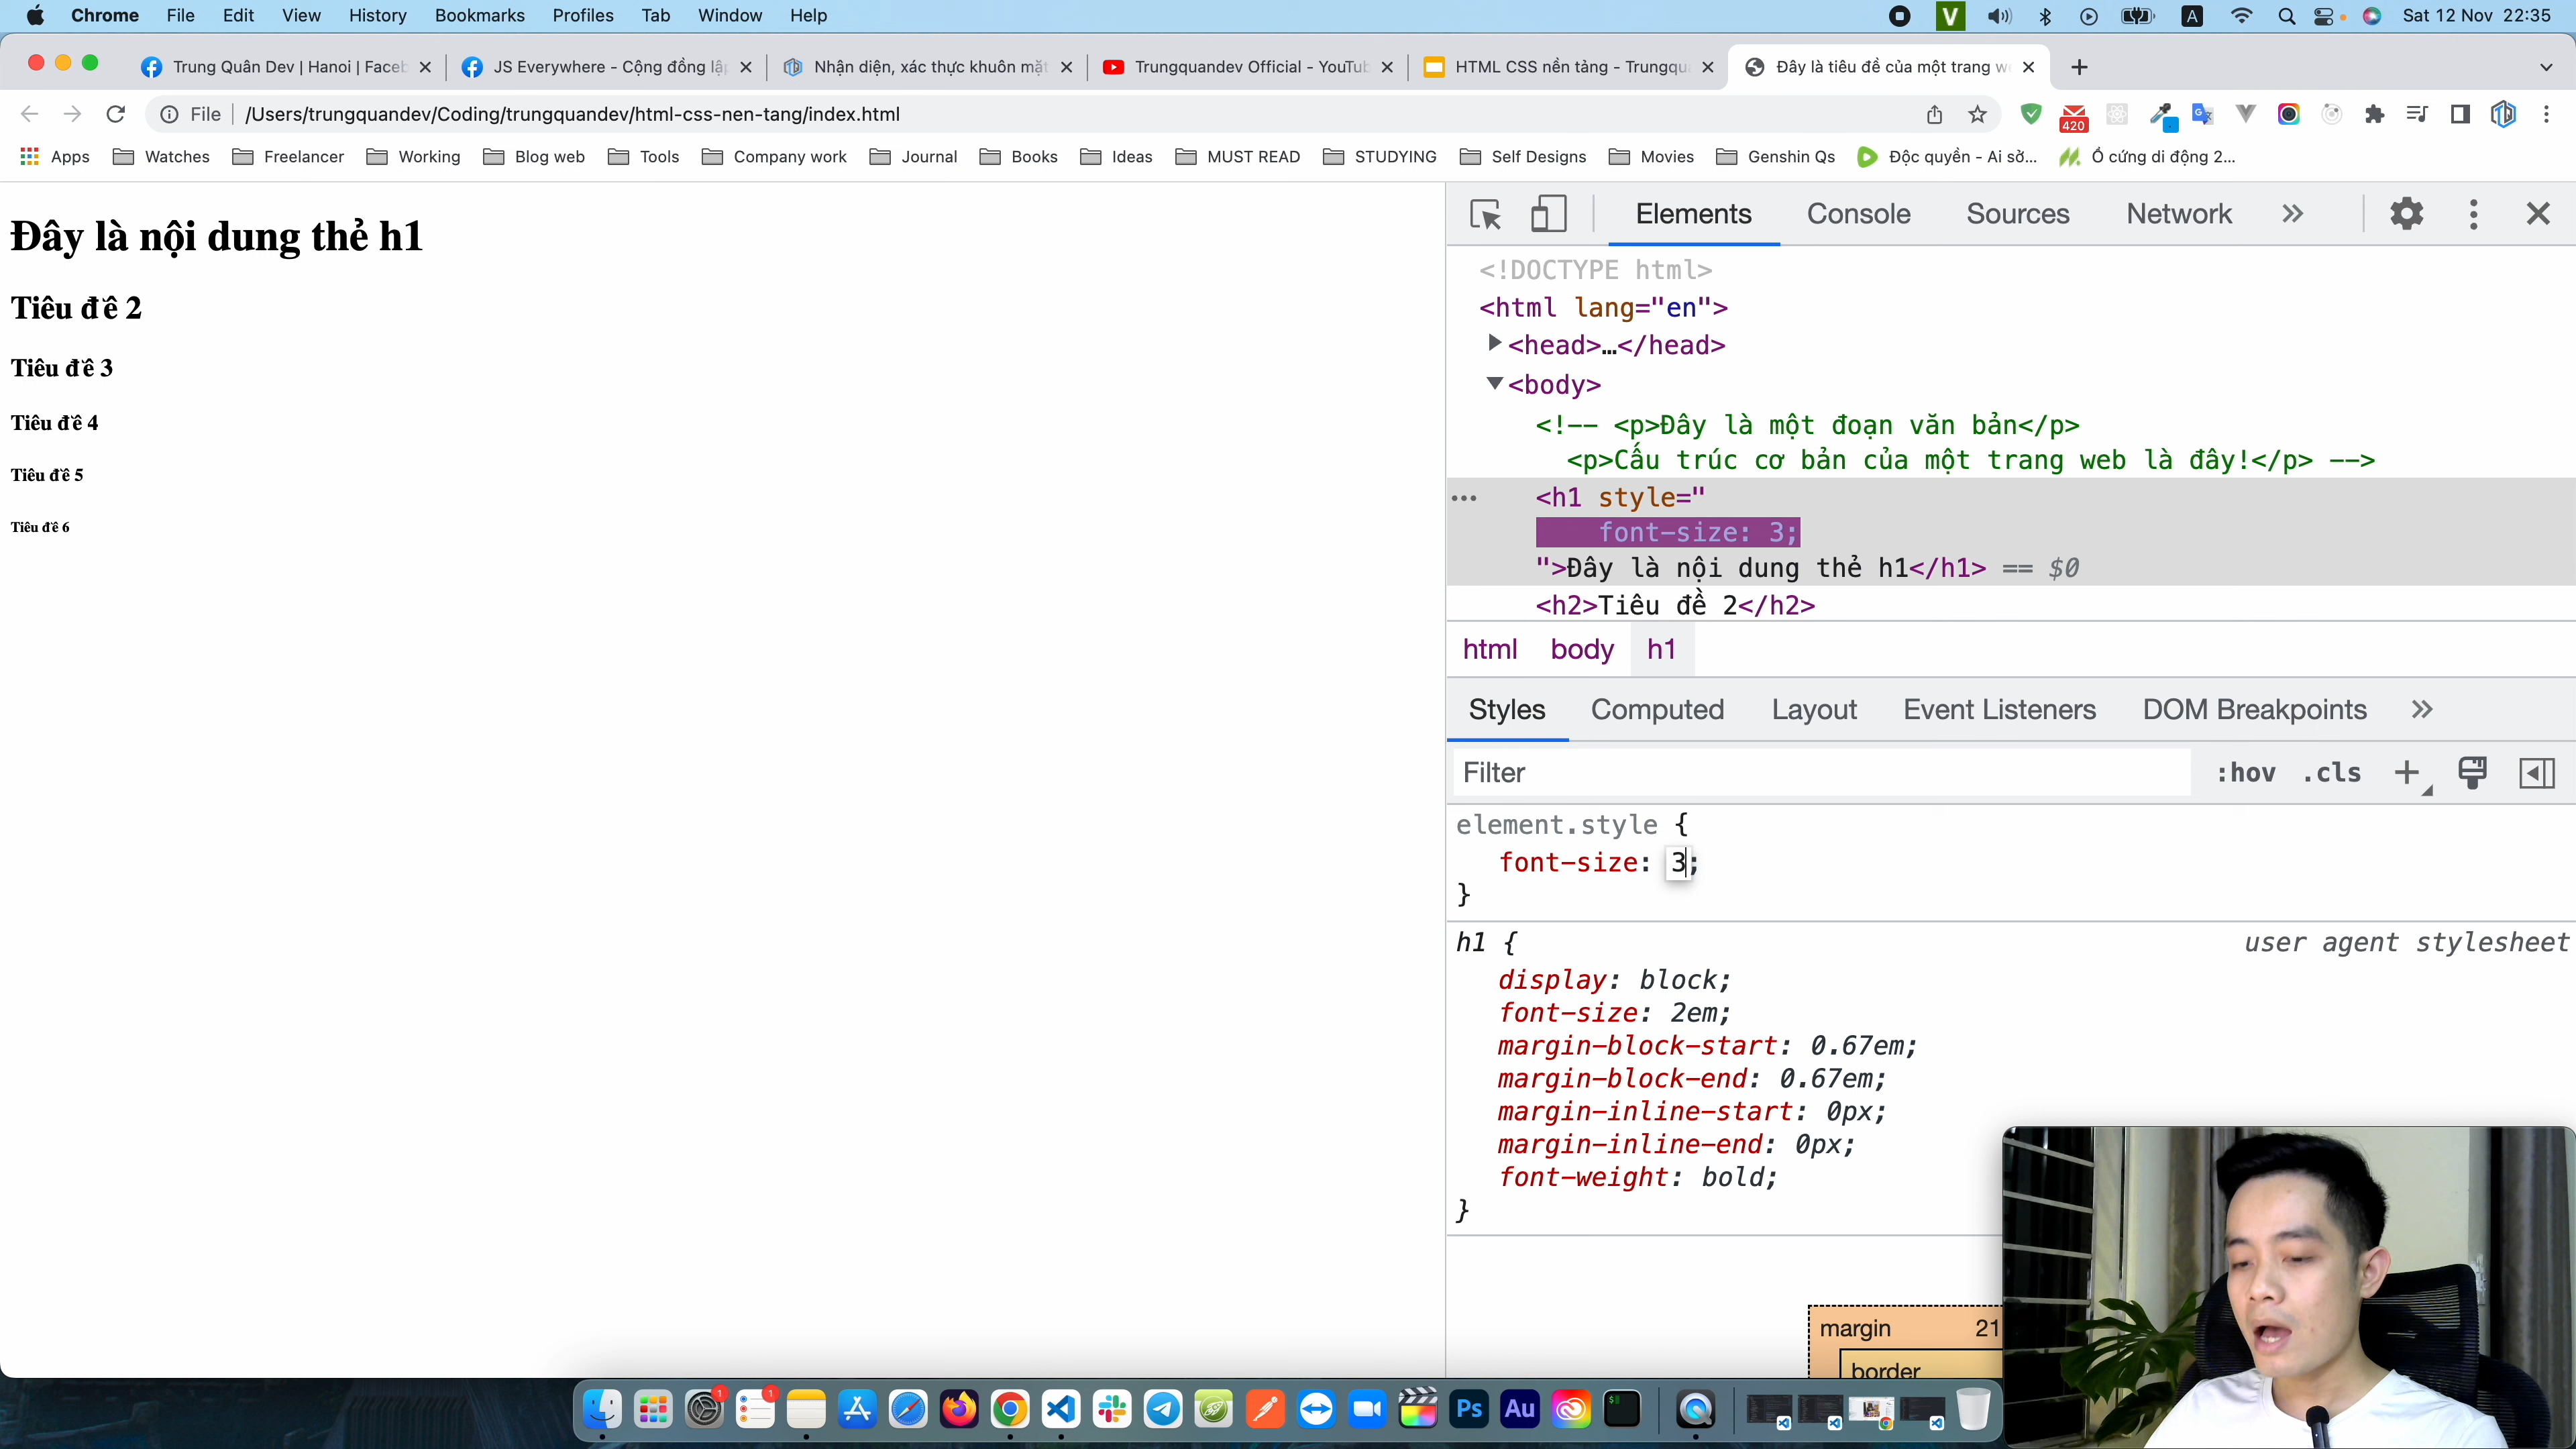 Chrome File Edit View History Bookmarks Profiles Tab Window Help
V A Sat 12 Nov 22:35
Trung Quân Dev | Hanoi | Faceb
JS Everywhere - Cộng đồng lập
Nhận diện, xác thực khuôn mặt
Trungquandev Official - YouTub
HTML CSS nền tảng - Trungqu
Đây là tiêu đề của một trang w
File /Users/trungquandev/Coding/trungquandev/html-css-nen-tang/index.html
420
Apps Watches Freelancer Working Blog web Tools Company work Journal Books Ideas MUST READ STUDYING Self Designs Movies Genshin Qs Độc quyền - Ai sở... Ổ cứng di động 2...
Đây là nội dung thẻ h1
Tiêu đề 2
Tiêu đề 3
Tiêu đề 4
Tiêu đề 5
Tiêu đề 6
Elements Console Sources Network
<!DOCTYPE html>
<html lang="en">
<head>…</head>
<body>
<!-- <p>Đây là một đoạn văn bản</p>
<p>Cấu trúc cơ bản của một trang web là đây!</p> -->
<h1 style="
font-size: 3;
">Đây là nội dung thẻ h1</h1> == $0
<h2>Tiêu đề 2</h2>
html body h1
Styles Computed Layout Event Listeners DOM Breakpoints
Filter :hov .cls
element.style {
font-size: 3;
}
h1 { user agent stylesheet
display: block;
font-size: 2em;
margin-block-start: 0.67em;
margin-block-end: 0.67em;
margin-inline-start: 0px;
margin-inline-end: 0px;
font-weight: bold;
}
margin 21
border
1 1 Ps Au